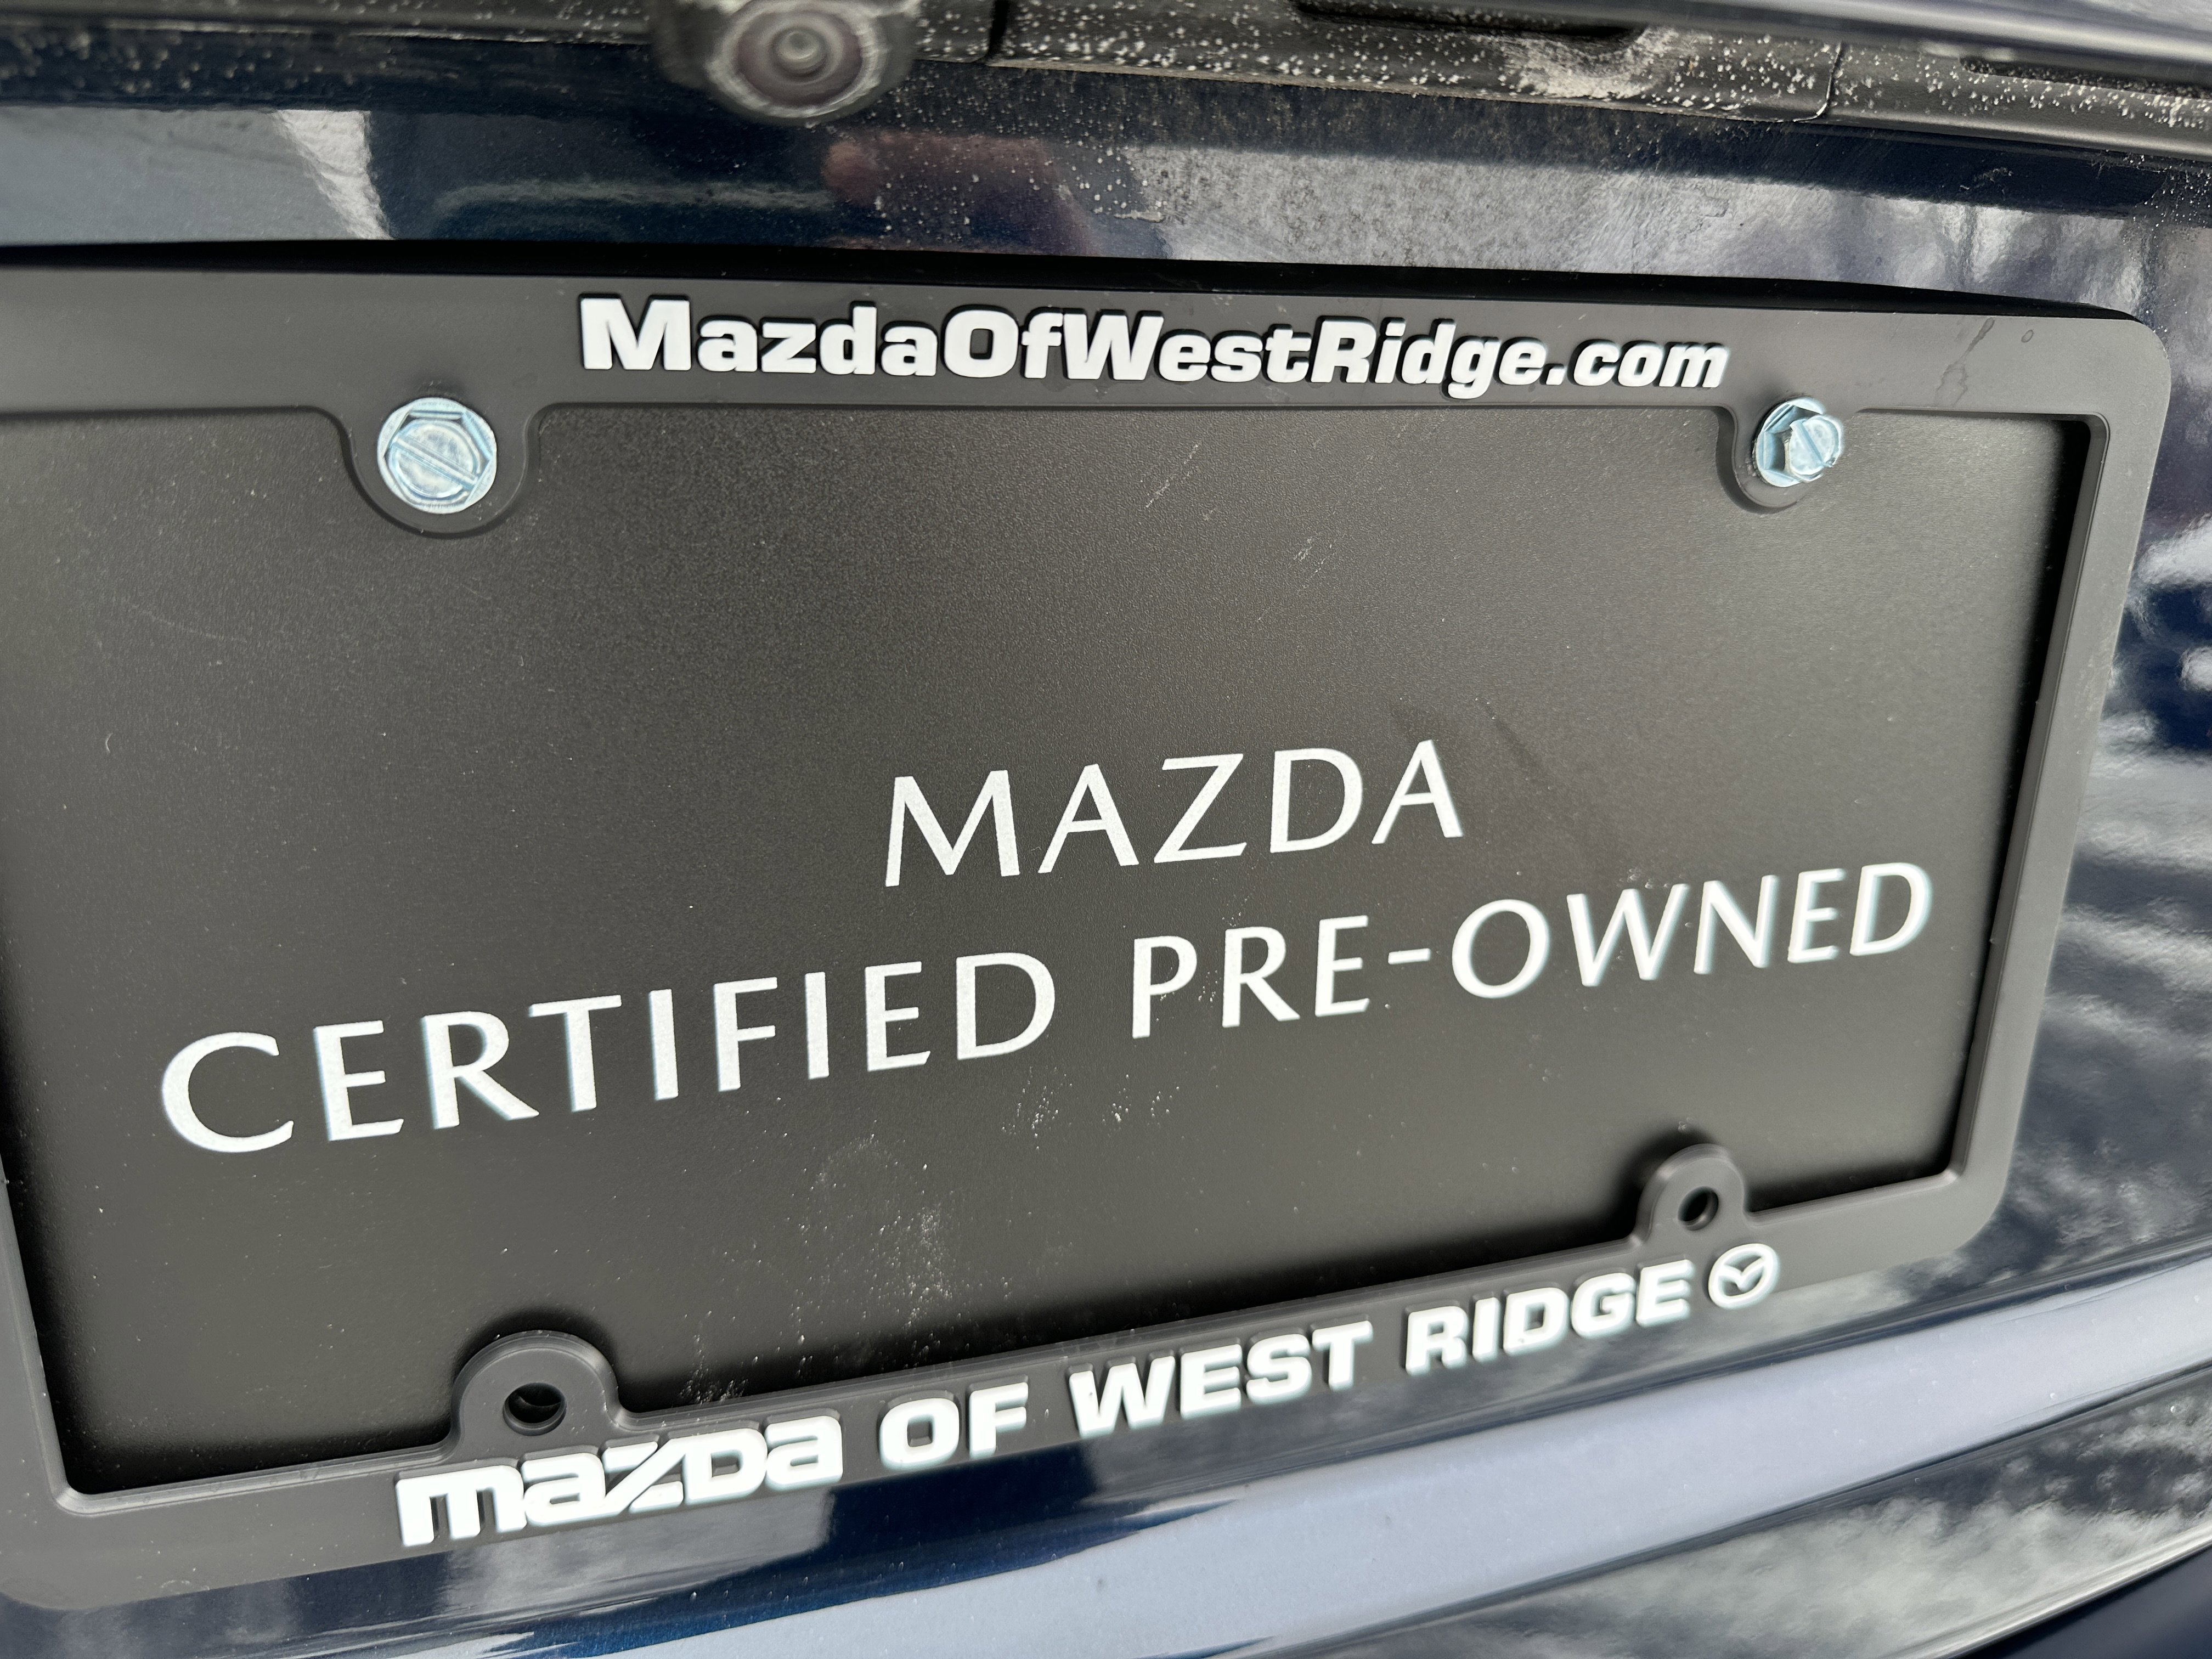 MazdaOfWestRidge.com
MAZDA
CERTIFIED PRE-OWNED
mazda OF WEST RIDGE